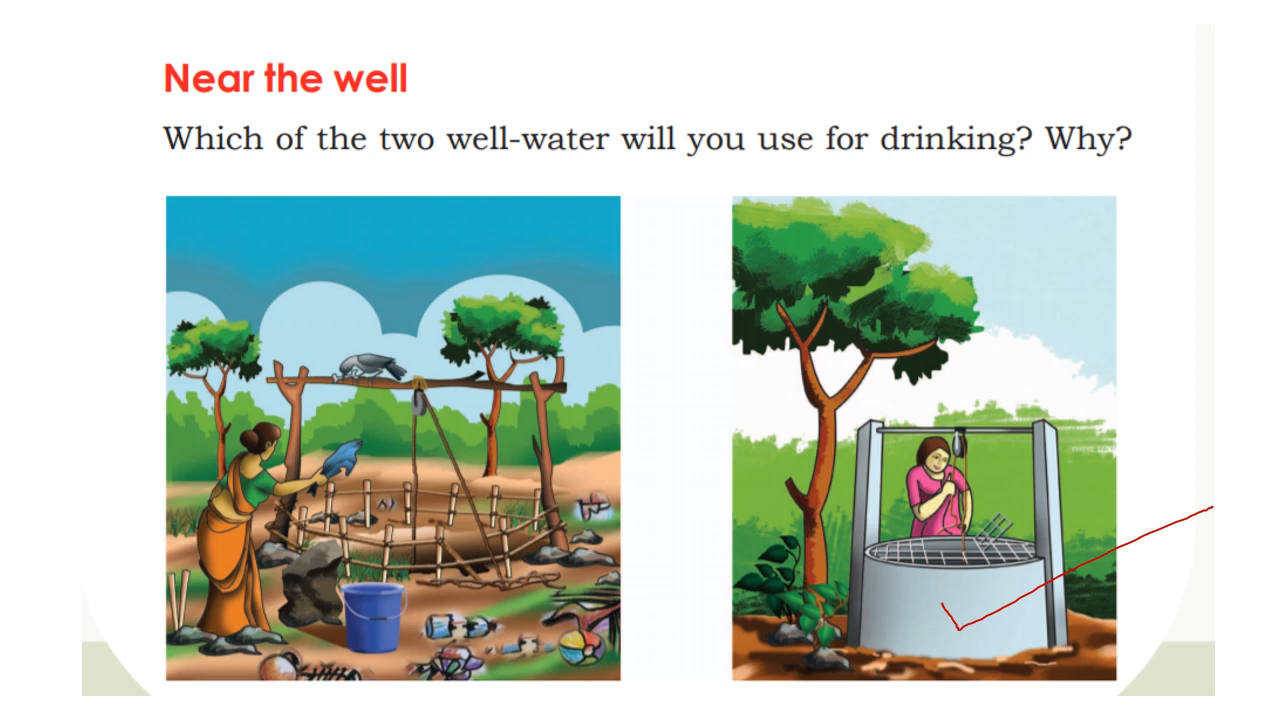 Near the well
Which of the two well-water will you use for drinking? Why?